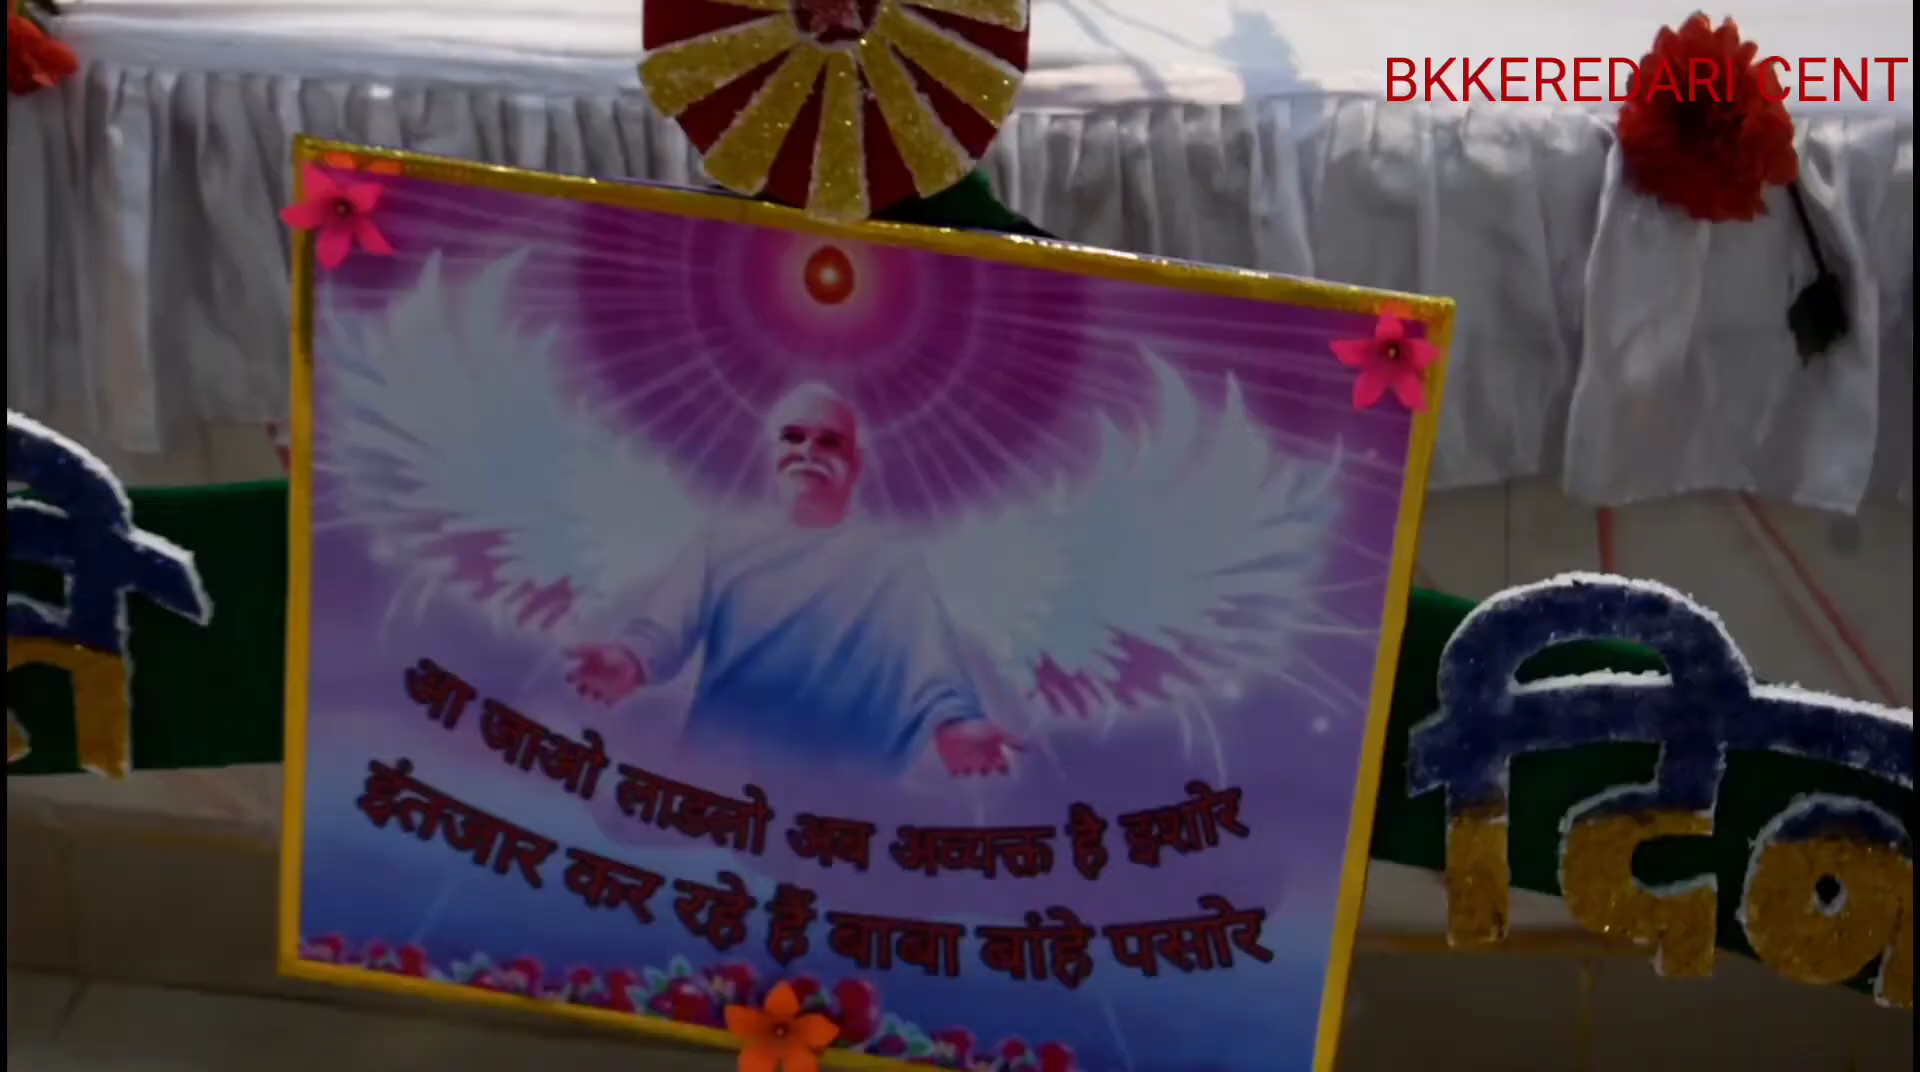 BKKEREDARI CENT
आ जाओ लाडलो अब अव्यक्त है इशोर
इंतजार कर रहे हैं बाबा बांहे पसोर